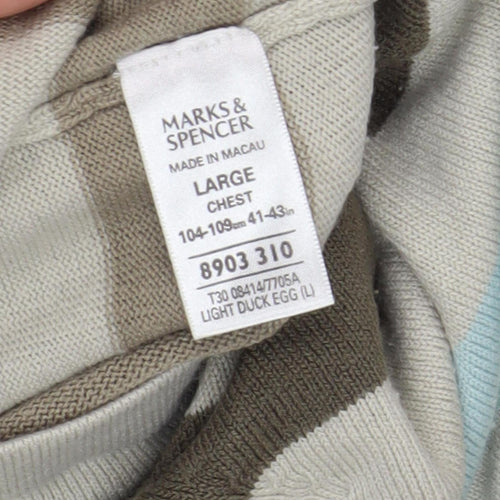 MARKS &
SPENCER
MADE IN MACAU
LARGE
CHEST
104-109cm 41-43in
8903 310
T30 08414/7705A
LIGHT DUCK EGG (L)